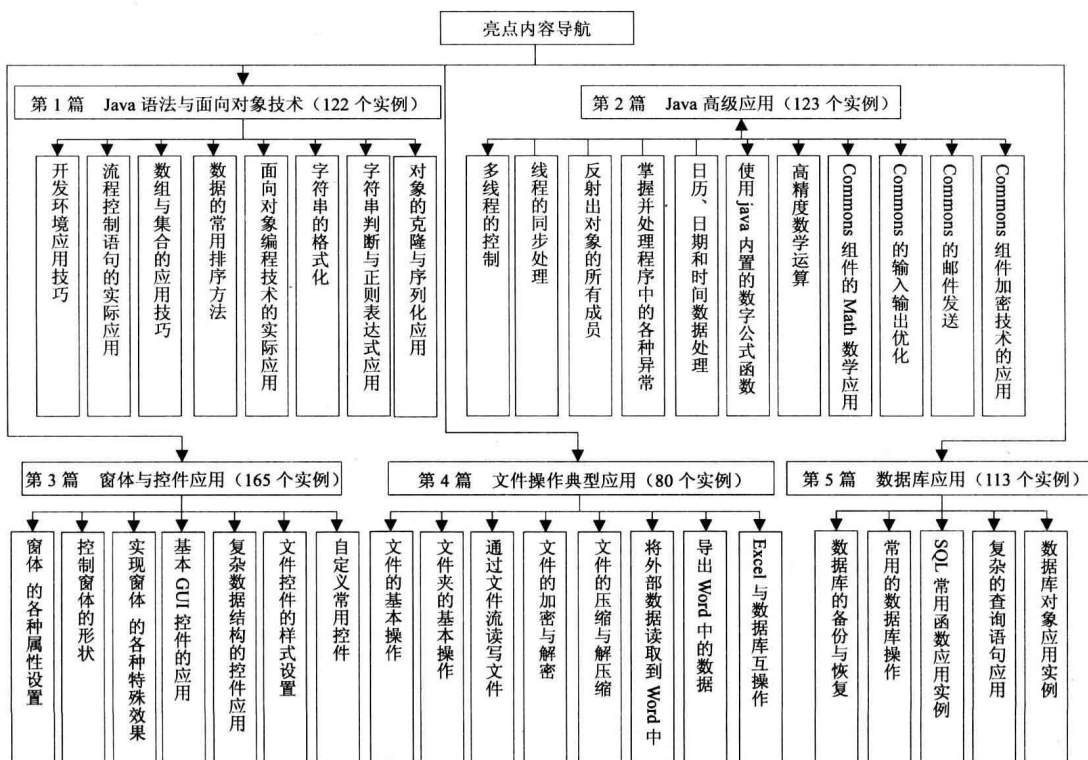 亮点内容导航
第 1 篇 Java 语法与面向对象技术（122 个实例）
开发环境应用技巧
流程控制语句的实际应用
数组与集合的应用技巧
数据的常用排序方法
面向对象编程技术的实际应用
字符串的格式化
字符串判断与正则表达式应用
对象的克隆与序列化应用
第 2 篇 Java 高级应用（123 个实例）
多线程的控制
线程的同步处理
反射出对象的所有成员
掌握并处理程序中的各种异常
日历、日期和时间数据处理
使用 java 内置的数字公式函数
高精度数学运算
Commons 组件的 Math 数学应用
Commons 的输入输出优化
Commons 的邮件发送
Commons 组件加密技术的应用
第 3 篇 窗体与控件应用（165 个实例）
窗体 的各种属性设置
控制窗体的形状
实现窗体 的各种特殊效果
基本 GUI 控件的应用
复杂数据结构的控件应用
文件控件的样式设置
自定义常用控件
第 4 篇 文件操作典型应用（80 个实例）
文件的基本操作
文件夹的基本操作
通过文件流读写文件
文件的加密与解密
文件的压缩与解压缩
将外部数据读取到 Word 中
导出 Word 中的数据
Excel 与数据库互操作
第 5 篇 数据库应用（113 个实例）
数据库的备份与恢复
常用的数据库操作
SQL 常用函数应用实例
复杂的查询语句应用
数据库对象应用实例